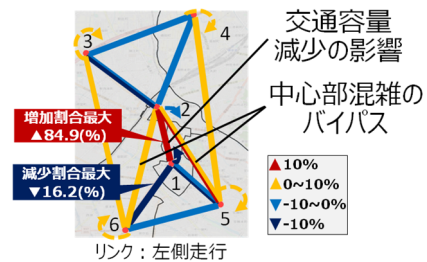 交通容量
減少の影響
中心部混雑の
バイパス
3
4
増加割合最大
▲84.9(%)
2
減少割合最大
▼16.2(%)
1
6
5
▲10%
▲0~10%
▼-10~0%
▼-10%
リンク：左側走行